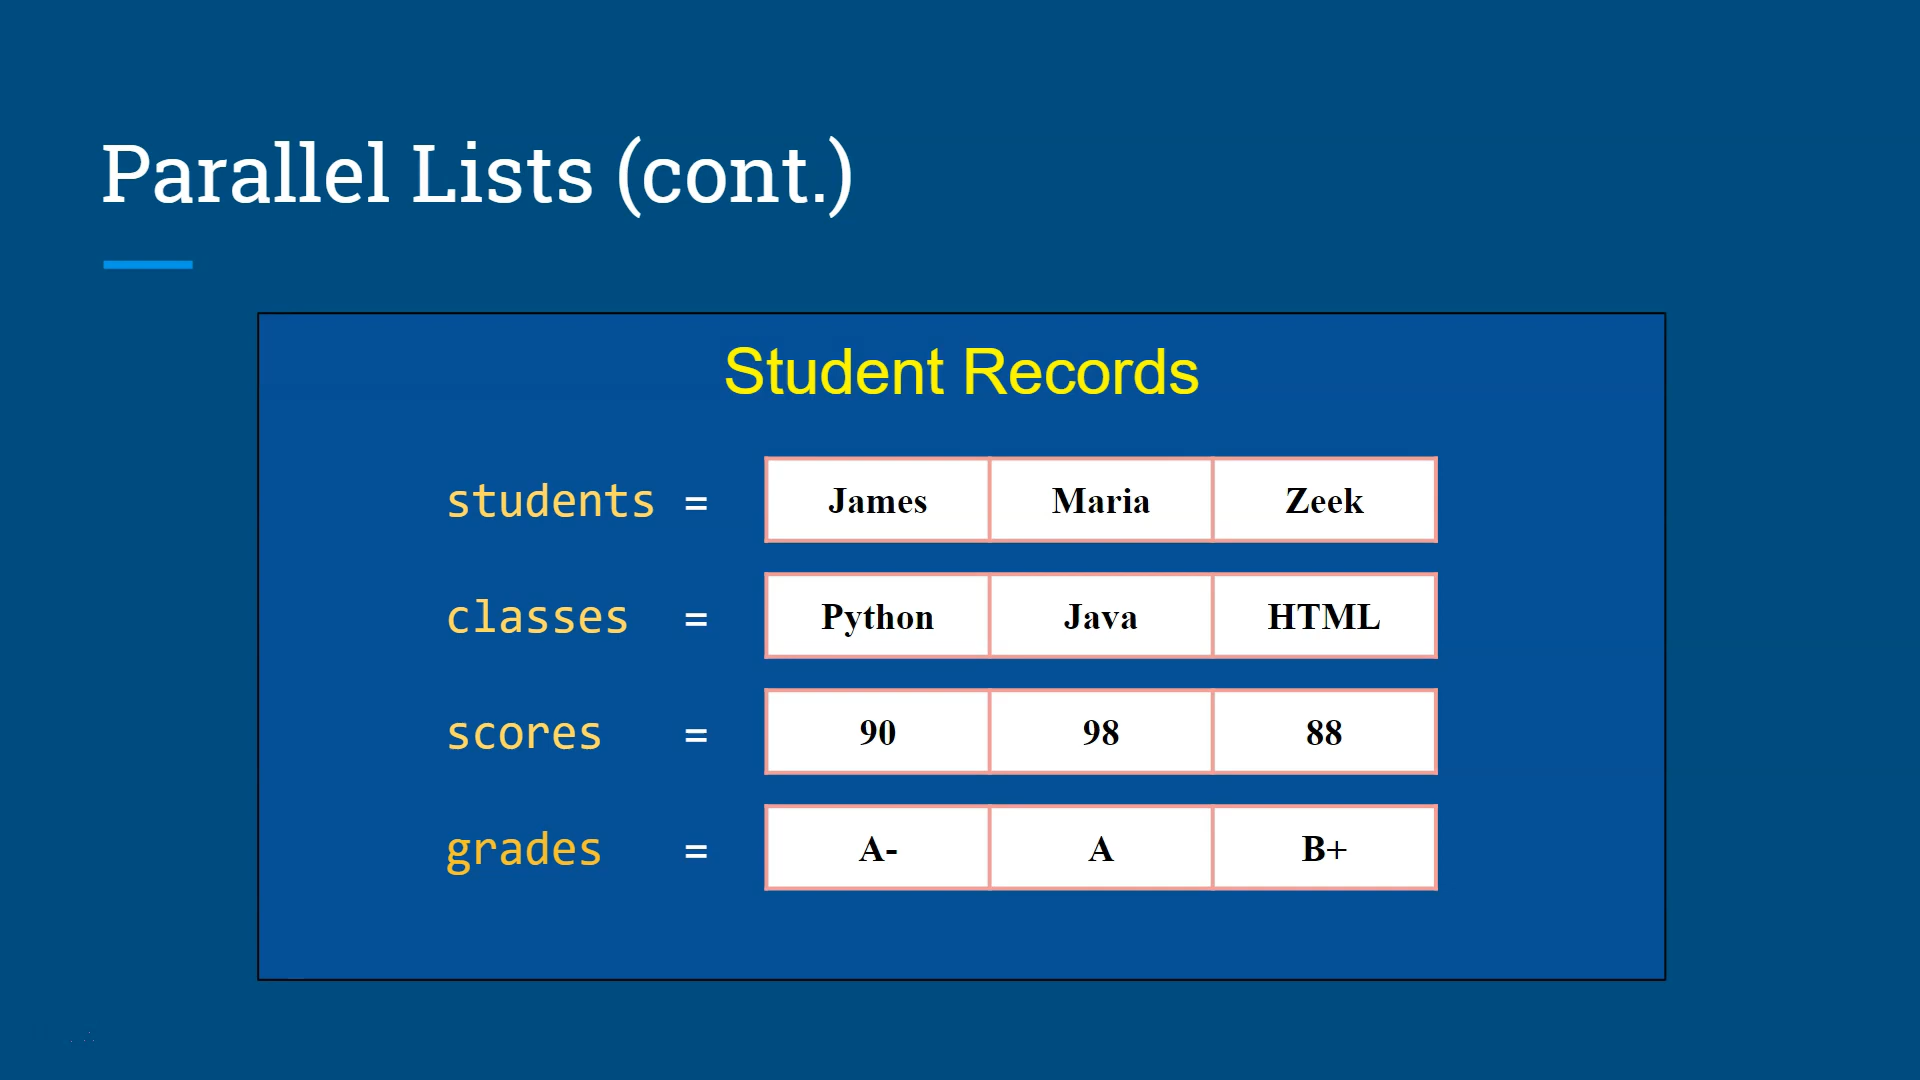 Parallel Lists (cont.)
Student Records
students = James Maria Zeek
classes = Python Java HTML
scores = 90 98 88
grades = A- A B+